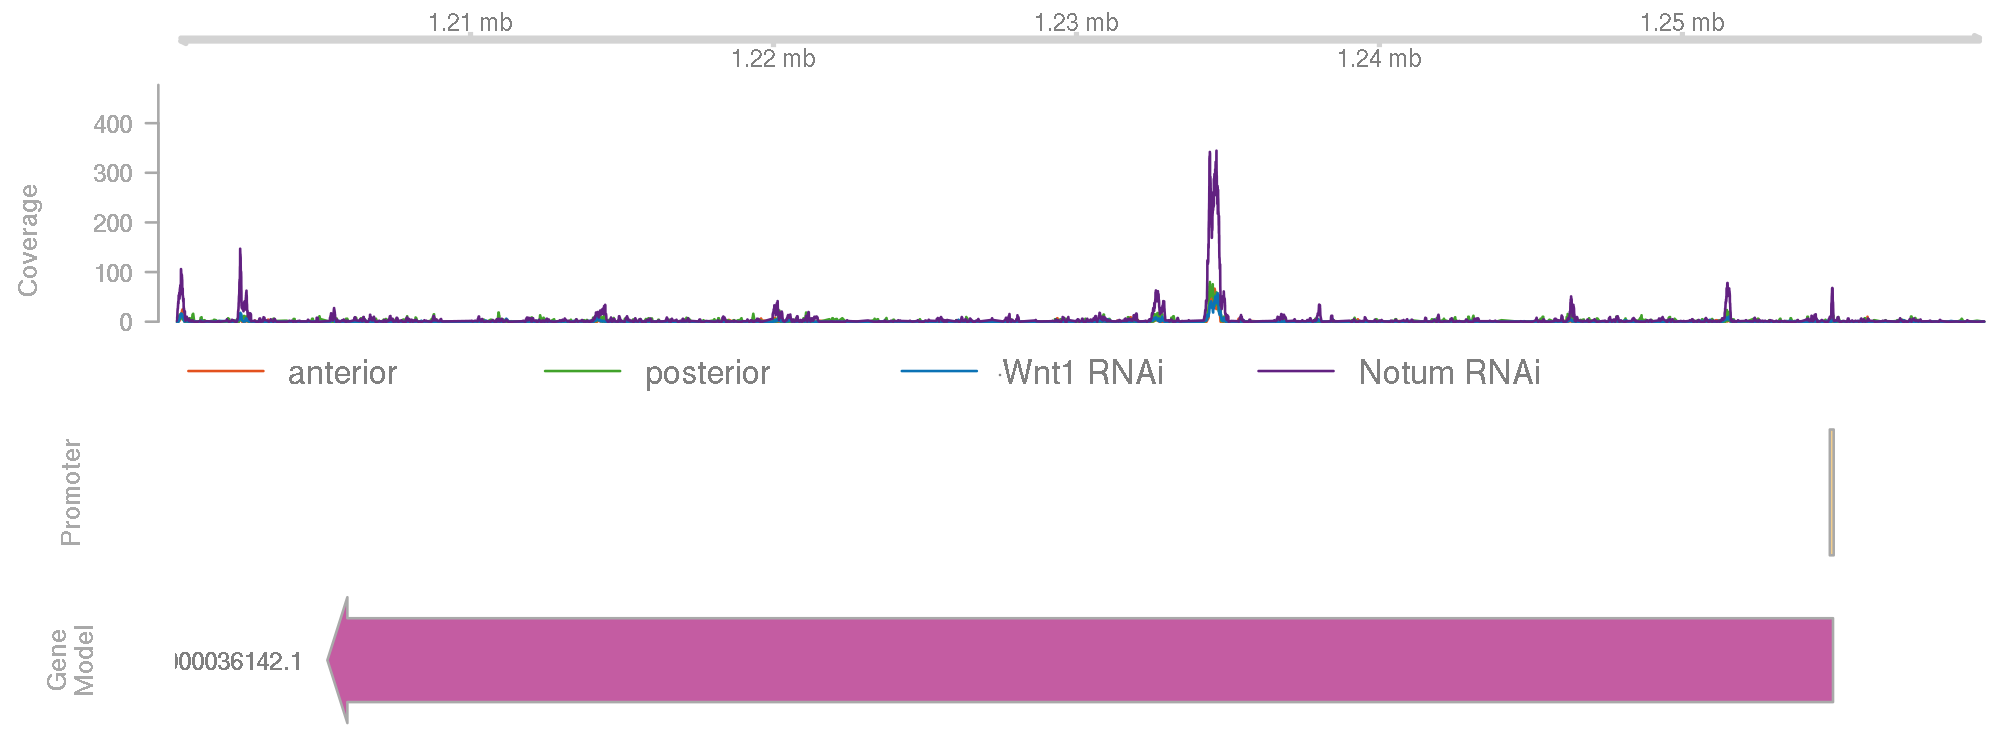 1.21 mb
1.23 mb
1.25 mb
1.22 mb
1.24 mb
Coverage
400
300
200
100
0
anterior
posterior
Wnt1 RNAi
Notum RNAi
Promoter
Gene
Model
000036142.1